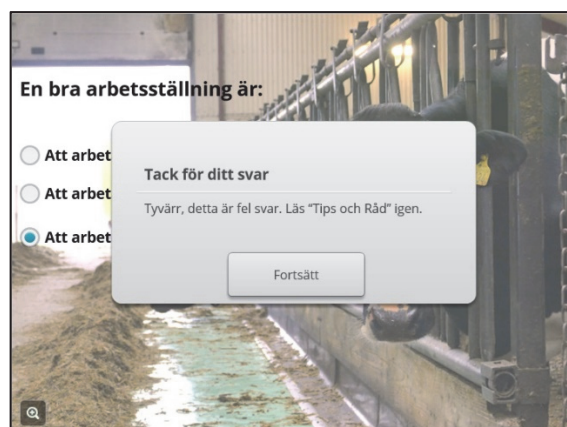 En bra arbetsställning är:
Att arbet
Tack för ditt svar
Att arbet
Tyvärr, detta är fel svar. Läs "Tips och Råd" igen.
Att arbet
Fortsätt